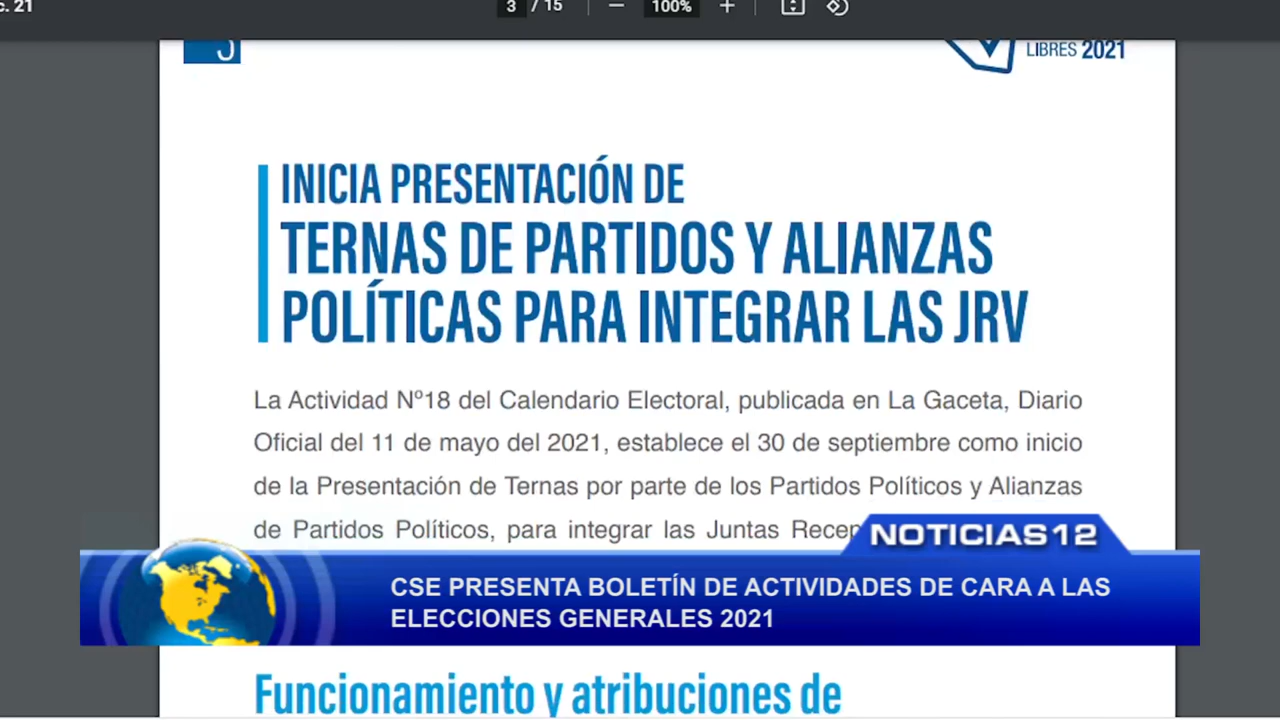 c. 21
3 / 15
100%
3
LIBRES 2021
INICIA PRESENTACIÓN DE
TERNAS DE PARTIDOS Y ALIANZAS
POLÍTICAS PARA INTEGRAR LAS JRV
La Actividad Nº18 del Calendario Electoral, publicada en La Gaceta, Diario
Oficial del 11 de mayo del 2021, establece el 30 de septiembre como inicio
de la Presentación de Ternas por parte de los Partidos Políticos y Alianzas
de Partidos Políticos, para integrar las Juntas Recep
NOTICIAS12
CSE PRESENTA BOLETÍN DE ACTIVIDADES DE CARA A LAS
ELECCIONES GENERALES 2021
Funcionamiento y atribuciones de